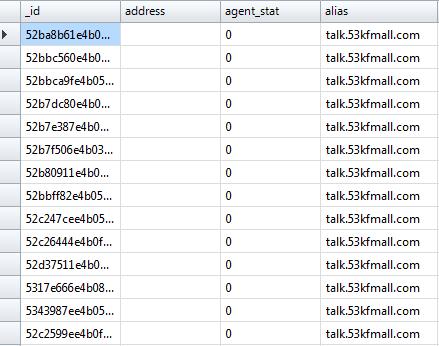 _id address agent_stat alias
52ba8b61e4b0... 0 talk.53kfmall.com
52bbc560e4b0... 0 talk.53kfmall.com
52bbca9fe4b05... 0 talk.53kfmall.com
52b7dc80e4b0... 0 talk.53kfmall.com
52b7e387e4b0... 0 talk.53kfmall.com
52b7f506e4b03... 0 talk.53kfmall.com
52b80911e4b0... 0 talk.53kfmall.com
52bbff82e4b05... 0 talk.53kfmall.com
52c247cee4b05... 0 talk.53kfmall.com
52c26444e4b0f... 0 talk.53kfmall.com
52d37511e4b0... 0 talk.53kfmall.com
5317e666e4b08... 0 talk.53kfmall.com
5343987ee4b05... 0 talk.53kfmall.com
52c2599ee4b0f... 0 talk.53kfmall.com